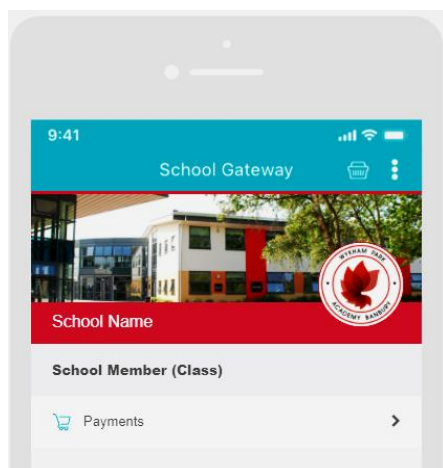 9:41
School Gateway
WYKHAM PARK
ACADEMY BANBURY
School Name
School Member (Class)
Payments